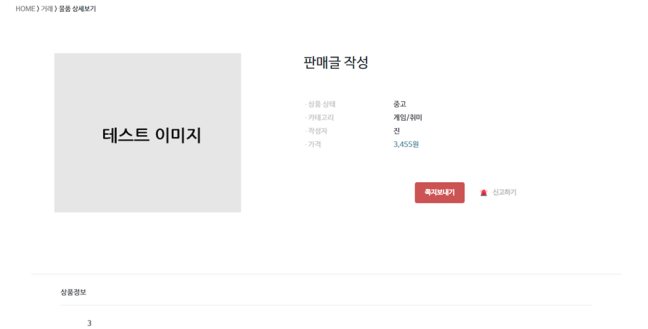 HOME > 거래 > 물품 상세보기
테스트 이미지
판매글 작성
· 상품 상태 중고
· 카테고리 게임/취미
· 작성자 진
· 가격 3,455원
쪽지보내기 신고하기
상품정보
3